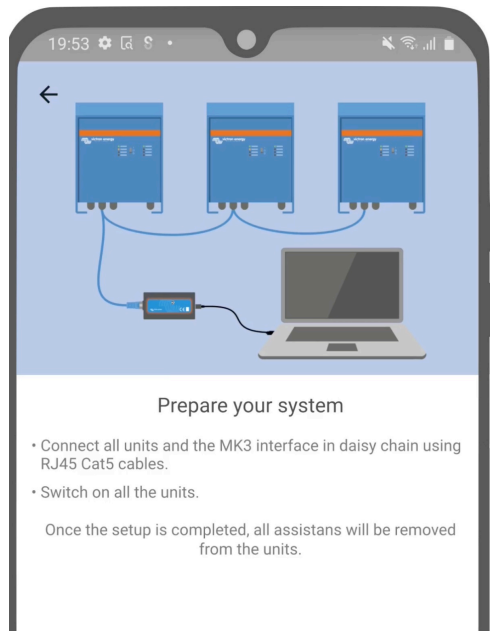 19:53
Prepare your system
• Connect all units and the MK3 interface in daisy chain using
RJ45 Cat5 cables.
• Switch on all the units.
Once the setup is completed, all assistans will be removed
from the units.